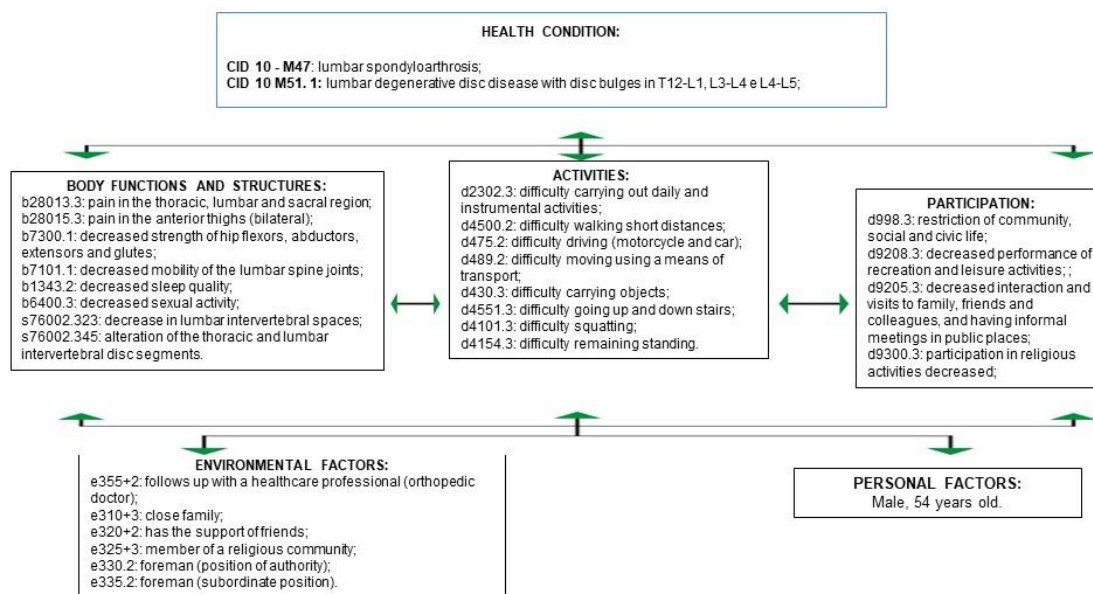 HEALTH CONDITION:
CID 10 - M47: lumbar spondyloarthrosis;
CID 10 M51. 1: lumbar degenerative disc disease with disc bulges in T12-L1, L3-L4 e L4-L5;
BODY FUNCTIONS AND STRUCTURES:
b28013.3: pain in the thoracic, lumbar and sacral region;
b28015.3: pain in the anterior thighs (bilateral);
b7300.1: decreased strength of hip flexors, abductors,
extensors and glutes;
b7101.1: decreased mobility of the lumbar spine joints;
b1343.2: decreased sleep quality;
b6400.3: decreased sexual activity;
s76002.323: decrease in lumbar intervertebral spaces;
s76002.345: alteration of the thoracic and lumbar
intervertebral disc segments.
ACTIVITIES:
d2302.3: difficulty carrying out daily and
instrumental activities;
d4500.2: difficulty walking short distances;
d475.2: difficulty driving (motorcycle and car);
d489.2: difficulty moving using a means of
transport;
d430.3: difficulty carrying objects;
d4551.3: difficulty going up and down stairs;
d4101.3: difficulty squatting;
d4154.3: difficulty remaining standing.
PARTICIPATION:
d998.3: restriction of community,
social and civic life;
d9208.3: decreased performance of
recreation and leisure activities; ;
d9205.3: decreased interaction and
visits to family, friends and
colleagues, and having informal
meetings in public places;
d9300.3: participation in religious
activities decreased;
ENVIRONMENTAL FACTORS:
e355+2: follows up with a healthcare professional (orthopedic
doctor);
e310+3: close family;
e320+2: has the support of friends;
e325+3: member of a religious community;
e330.2: foreman (position of authority);
e335.2: foreman (subordinate position).
PERSONAL FACTORS:
Male, 54 years old.